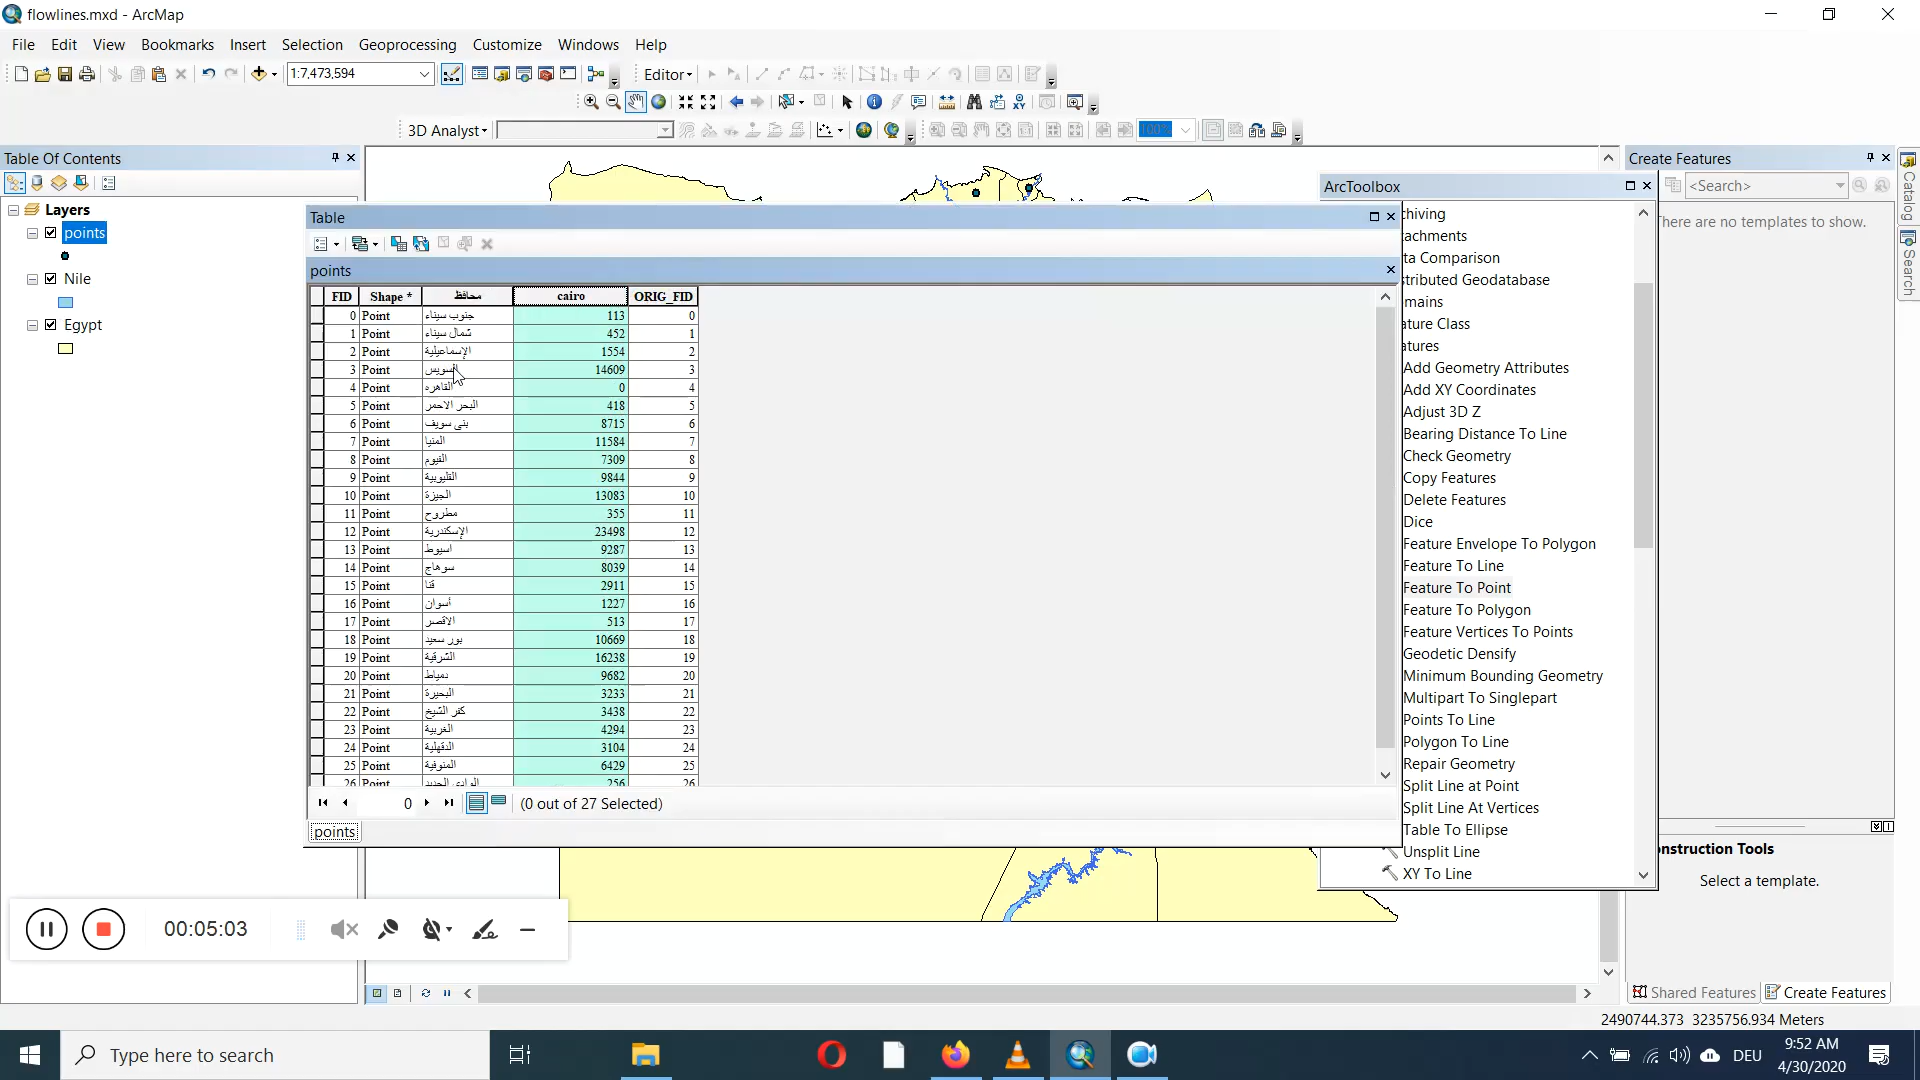 flowlines.mxd - ArcMap
File Edit View Bookmarks Insert Selection Geoprocessing Customize Windows Help
1:7,473,594 Editor
3D Analyst 100%
Table Of Contents
Layers
points
Nile
Egypt
Table
points
FID Shape * محافظ cairo ORIG_FID
0 Point جنوب سيناء 113 0
1 Point شمال سيناء 452 1
2 Point الإسماعيلية 1554 2
3 Point السويس 14609 3
4 Point القاهره 0 4
5 Point البحر الاحمر 418 5
6 Point بنى سويف 8715 6
7 Point المنيا 11584 7
8 Point الفيوم 7309 8
9 Point القليوبية 9844 9
10 Point الجيزة 13083 10
11 Point مطروح 355 11
12 Point الإسكندرية 23498 12
13 Point اسيوط 9287 13
14 Point سوهاج 8039 14
15 Point قنا 2911 15
16 Point أسوان 1227 16
17 Point الاقصر 513 17
18 Point بور سعيد 10669 18
19 Point الشرقية 16238 19
20 Point دمياط 9682 20
21 Point البحيرة 3233 21
22 Point كفر الشيخ 3438 22
23 Point الغربية 4294 23
24 Point الدقهلية 3104 24
25 Point المنوفية 6429 25
26 Point الوادى الجديد 256 26
0 (0 out of 27 Selected)
points
ArcToolbox
chiving
tachments
ta Comparison
stributed Geodatabase
mains
ature Class
atures
Add Geometry Attributes
Add XY Coordinates
Adjust 3D Z
Bearing Distance To Line
Check Geometry
Copy Features
Delete Features
Dice
Feature Envelope To Polygon
Feature To Line
Feature To Point
Feature To Polygon
Feature Vertices To Points
Geodetic Densify
Minimum Bounding Geometry
Multipart To Singlepart
Points To Line
Polygon To Line
Repair Geometry
Split Line at Point
Split Line At Vertices
Table To Ellipse
Unsplit Line
XY To Line
Create Features
<Search>
here are no templates to show.
onstruction Tools
Select a template.
Shared Features Create Features
Catalog
Search
00:05:03
2490744.373 3235756.934 Meters
Type here to search
DEU
9:52 AM
4/30/2020